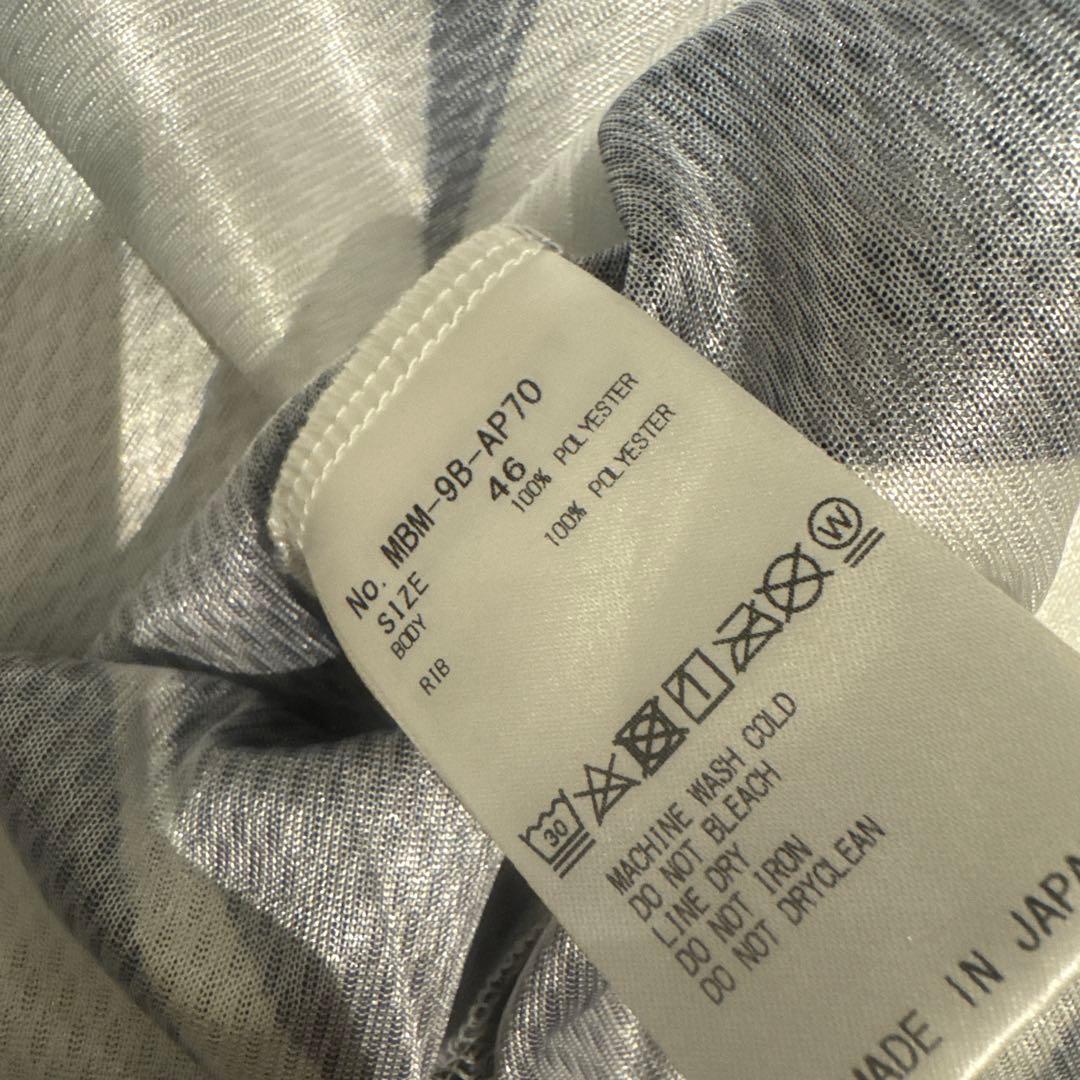 No. MBM-9B-AP70
SIZE 46
BODY 100% POLYESTER
RIB 100% POLYESTER
30 W
MACHINE WASH COLD
DO NOT BLEACH
LINE DRY
DO NOT IRON
DO NOT DRYCLEAN
MADE IN JAPA